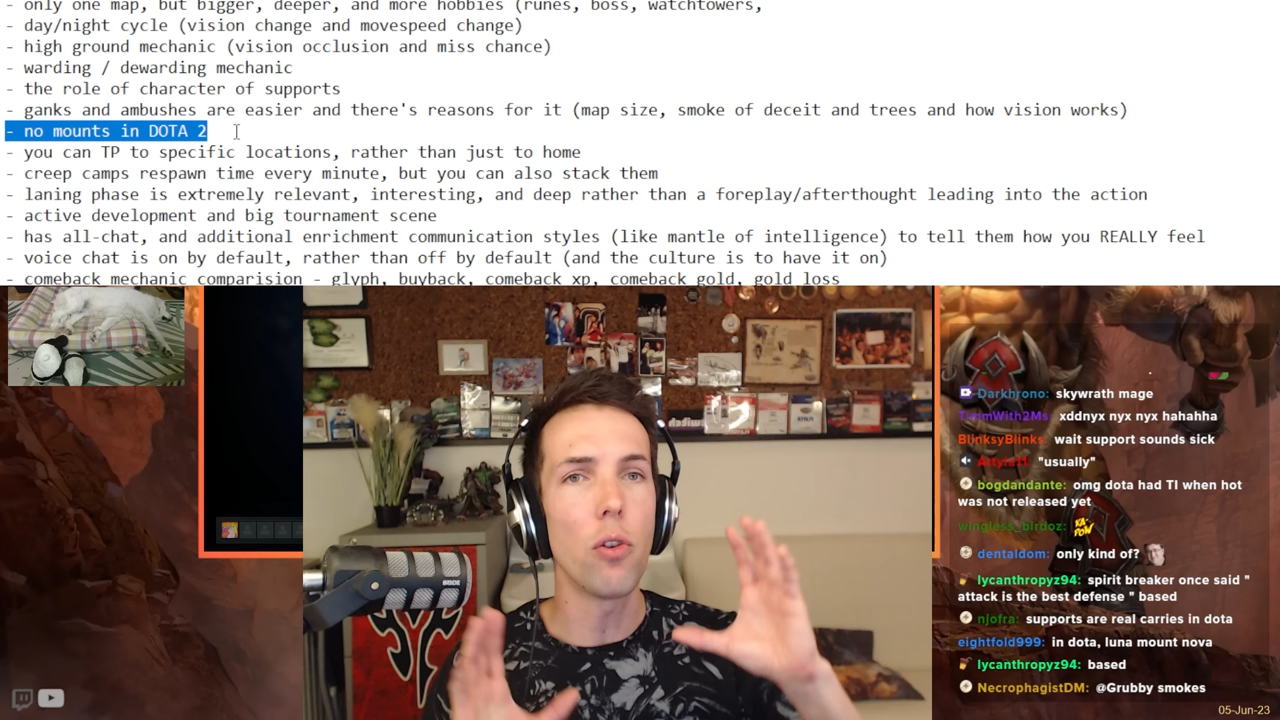 - only one map, but bigger, deeper, and more hobbies (runes, boss, watchtowers,
- day/night cycle (vision change and movespeed change)
- high ground mechanic (vision occlusion and miss chance)
- warding / dewarding mechanic
- the role of character of supports
- ganks and ambushes are easier and there's reasons for it (map size, smoke of deceit and trees and how vision works)
- no mounts in DOTA 2
- you can TP to specific locations, rather than just to home
- creep camps respawn time every minute, but you can also stack them
- laning phase is extremely relevant, interesting, and deep rather than a foreplay/afterthought leading into the action
- active development and big tournament scene
- has all-chat, and additional enrichment communication styles (like mantle of intelligence) to tell them how you REALLY feel
- voice chat is on by default, rather than off by default (and the culture is to have it on)
- comeback mechanic comparision - glyph, buyback, comeback xp, comeback gold, gold loss
Darkhrono: skywrath mage
xddnyx nyx nyx hahahha
BlinksyBlinks: wait support sounds sick
"usually"
bogdandante: omg dota had TI when hot
was not released yet
wingless_birdoz:
dentaldom: only kind of?
lycanthropyz94: spirit breaker once said "
attack is the best defense " based
njofra: supports are real carries in dota
eightfold999: in dota, luna mount nova
lycanthropyz94: based
NecrophagistDM: @Grubby smokes
05-Jun-23